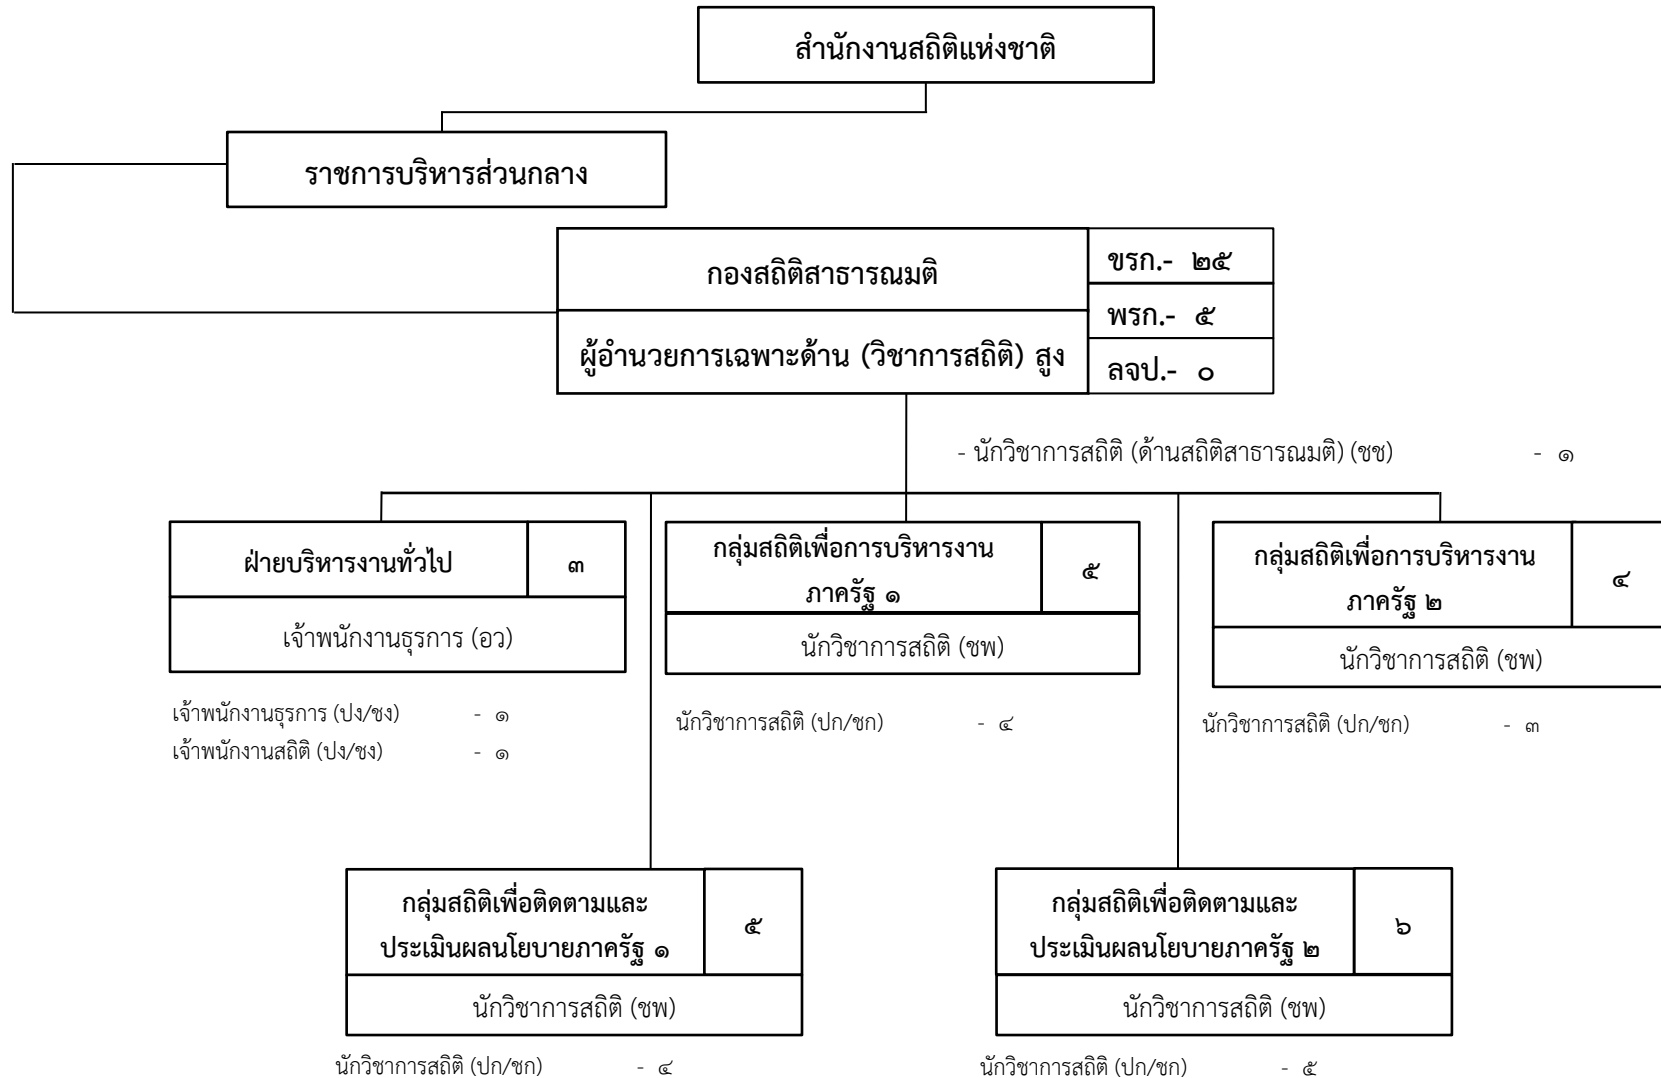 สำนักงานสถิติแห่งชาติ
ราชการบริหารส่วนกลาง
กองสถิติสาธารณมติ
ผู้อำนวยการเฉพาะด้าน (วิชาการสถิติ) สูง
ขรก.- ๒๕
พรก.- ๕
ลจป.- ๐
- นักวิชาการสถิติ (ด้านสถิติสาธารณมติ) (ชช) - ๑
ฝ่ายบริหารงานทั่วไป
๓
เจ้าพนักงานธุรการ (อว)
เจ้าพนักงานธุรการ (ปง/ชง) - ๑
เจ้าพนักงานสถิติ (ปง/ชง) - ๑
กลุ่มสถิติเพื่อการบริหารงาน
ภาครัฐ ๑
๕
นักวิชาการสถิติ (ชพ)
นักวิชาการสถิติ (ปก/ชก) - ๔
กลุ่มสถิติเพื่อการบริหารงาน
ภาครัฐ ๒
๔
นักวิชาการสถิติ (ชพ)
นักวิชาการสถิติ (ปก/ชก) - ๓
กลุ่มสถิติเพื่อติดตามและ
ประเมินผลนโยบายภาครัฐ ๑
๕
นักวิชาการสถิติ (ชพ)
นักวิชาการสถิติ (ปก/ชก) - ๔
กลุ่มสถิติเพื่อติดตามและ
ประเมินผลนโยบายภาครัฐ ๒
๖
นักวิชาการสถิติ (ชพ)
นักวิชาการสถิติ (ปก/ชก) - ๕